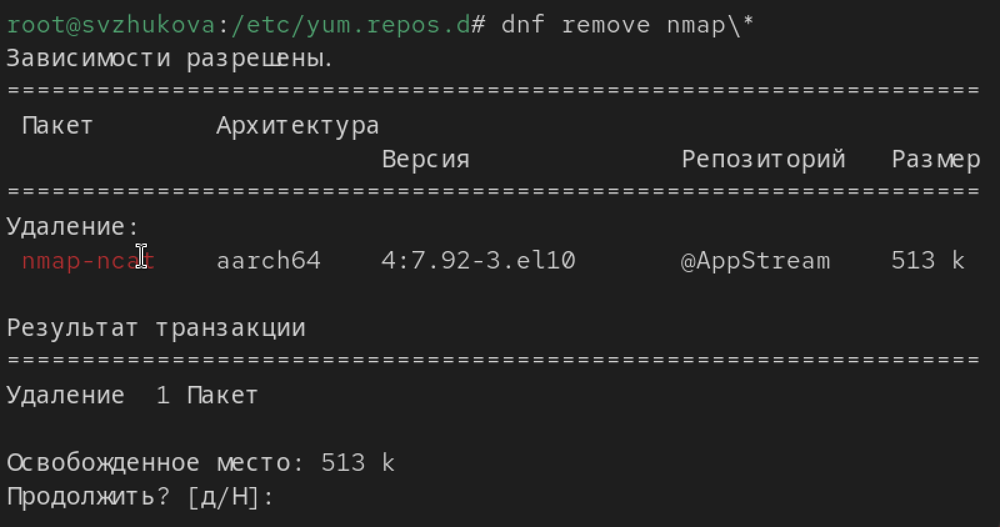 root@svzhukova:/etc/yum.repos.d# dnf remove nmap\*
Зависимости разрешены.
=================================================================
Пакет Архитектура
Версия Репозиторий Размер
=================================================================
Удаление:
nmap-ncat aarch64 4:7.92-3.el10 @AppStream 513 k
Результат транзакции
=================================================================
Удаление 1 Пакет
Освобожденное место: 513 k
Продолжить? [д/Н]: